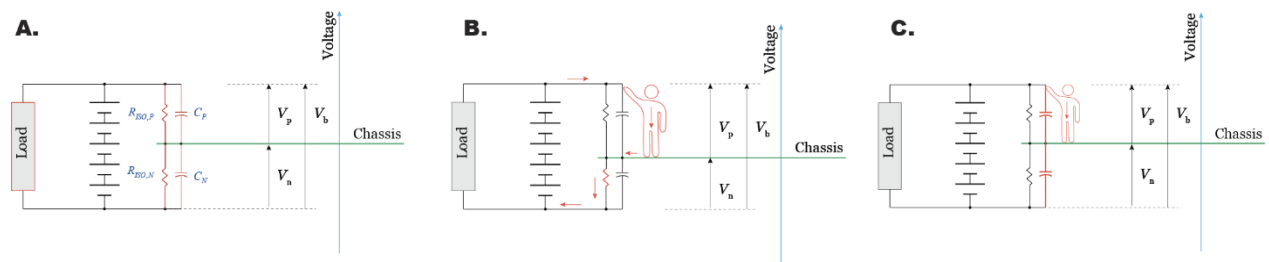 A.
Voltage
Load
R_ISO,P
C_P
V_p
V_b
Chassis
R_ISO,N
C_N
V_n
B.
Voltage
Load
V_p
V_b
Chassis
V_n
C.
Voltage
Load
V_p
V_b
Chassis
V_n